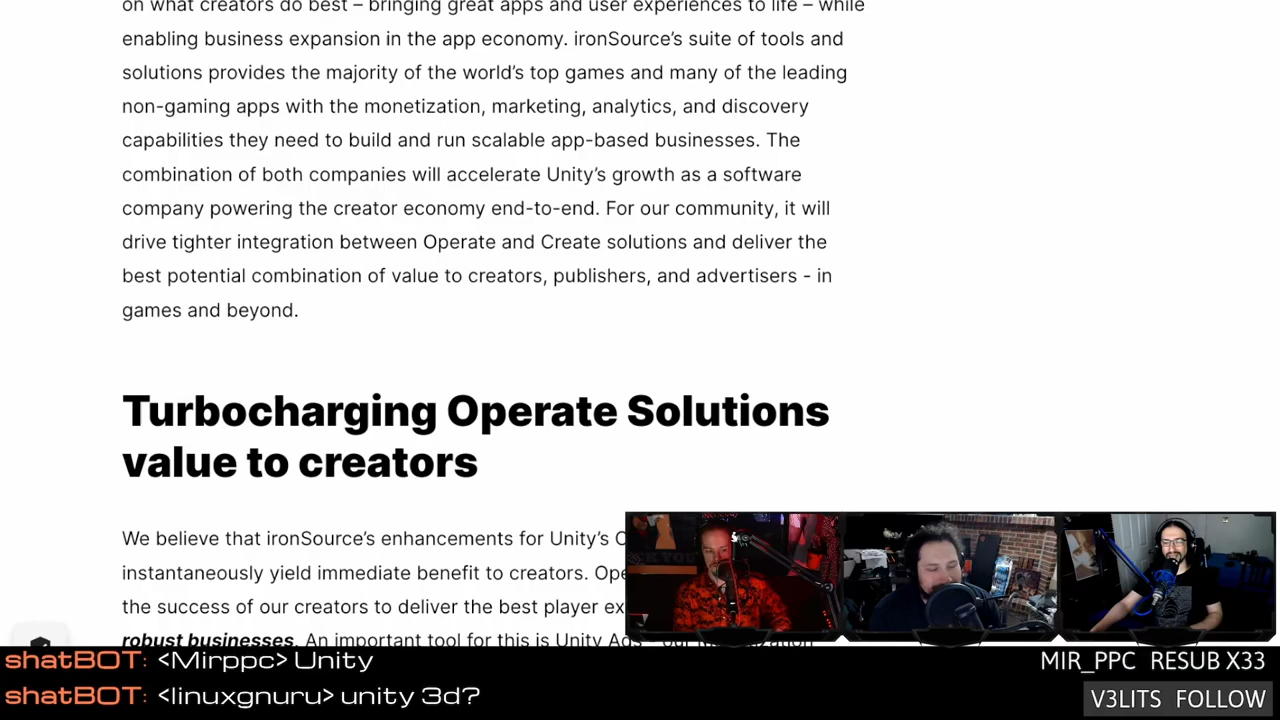 on what creators do best – bringing great apps and user experiences to life – while
enabling business expansion in the app economy. ironSource’s suite of tools and
solutions provides the majority of the world’s top games and many of the leading
non-gaming apps with the monetization, marketing, analytics, and discovery
capabilities they need to build and run scalable app-based businesses. The
combination of both companies will accelerate Unity’s growth as a software
company powering the creator economy end-to-end. For our community, it will
drive tighter integration between Operate and Create solutions and deliver the
best potential combination of value to creators, publishers, and advertisers - in
games and beyond.
Turbocharging Operate Solutions
value to creators
We believe that ironSource’s enhancements for Unity’s
instantaneously yield immediate benefit to creators.
the success of our creators to deliver the best player
robust businesses. An important tool for this is Unity Ads - our monetization
shatBOT: <Mirppc> Unity
shatBOT: <linuxgnuru> unity 3d?
MIR_PPC RESUB X33
V3LITS FOLLOW